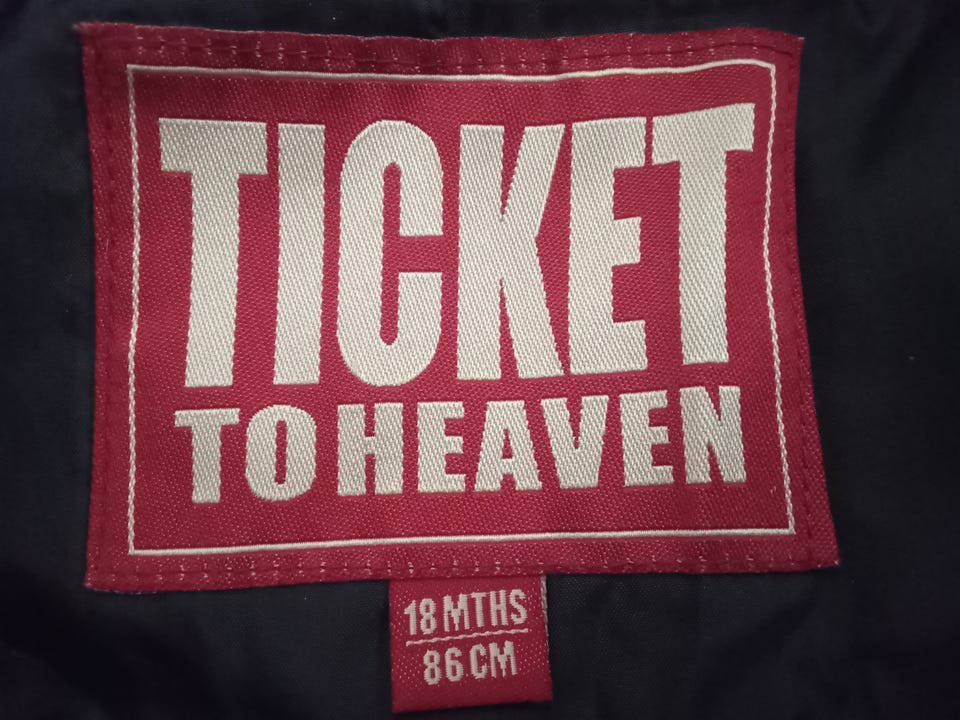 TICKET
TO HEAVEN
18 MTHS
86 CM